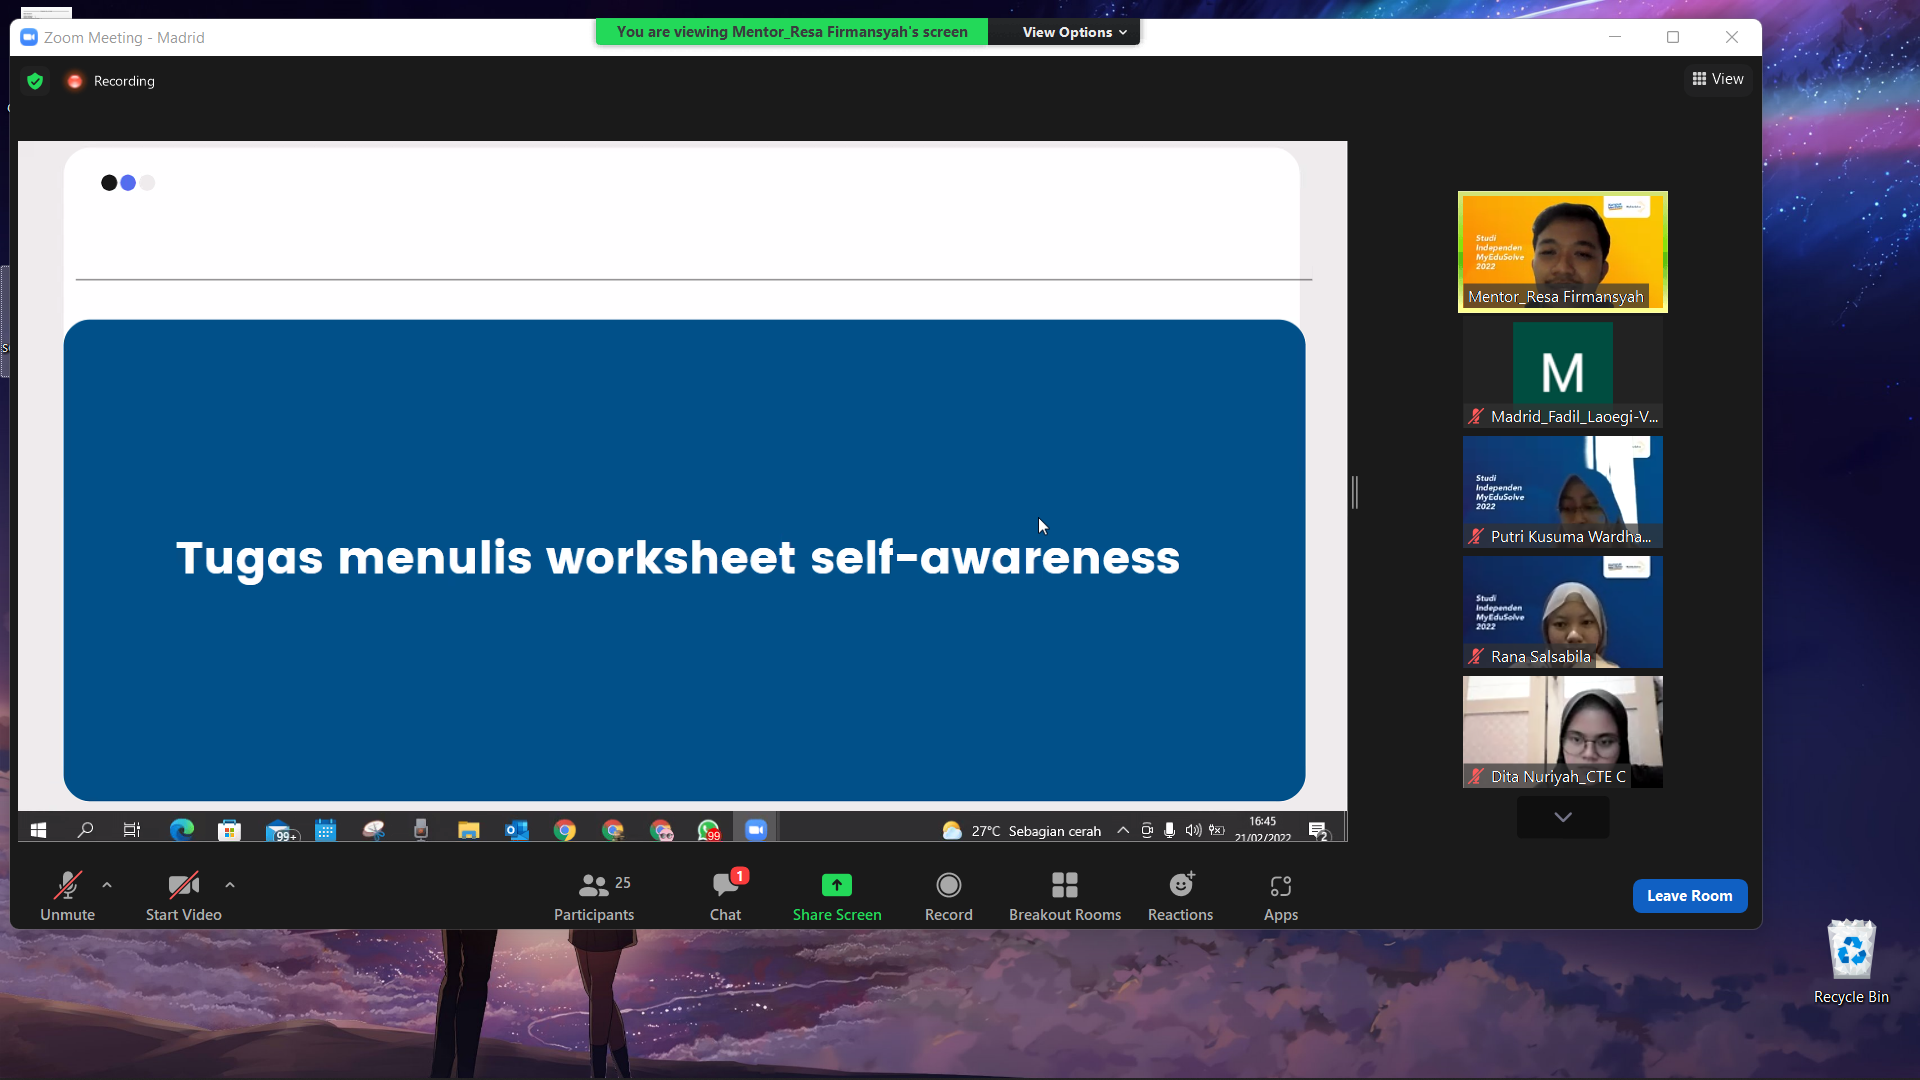 Zoom Meeting - Madrid
You are viewing Mentor_Resa Firmansyah's screen
View Options
Recording
View
Tugas menulis worksheet self-awareness
Studi
Independen
MyEduSolve
2022
Mentor_Resa Firmansyah
M
Madrid_Fadil_Laoegi-V...
Studi
Independen
MyEduSolve
2022
Putri Kusuma Wardha...
Studi
Independen
MyEduSolve
2022
Rana Salsabila
Dita Nuriyah_CTE C
99+
99
27°C Sebagian cerah
16:45
21/02/2022
2
Unmute
Start Video
Participants
25
Chat
1
Share Screen
Record
Breakout Rooms
Reactions
Apps
Leave Room
Recycle Bin